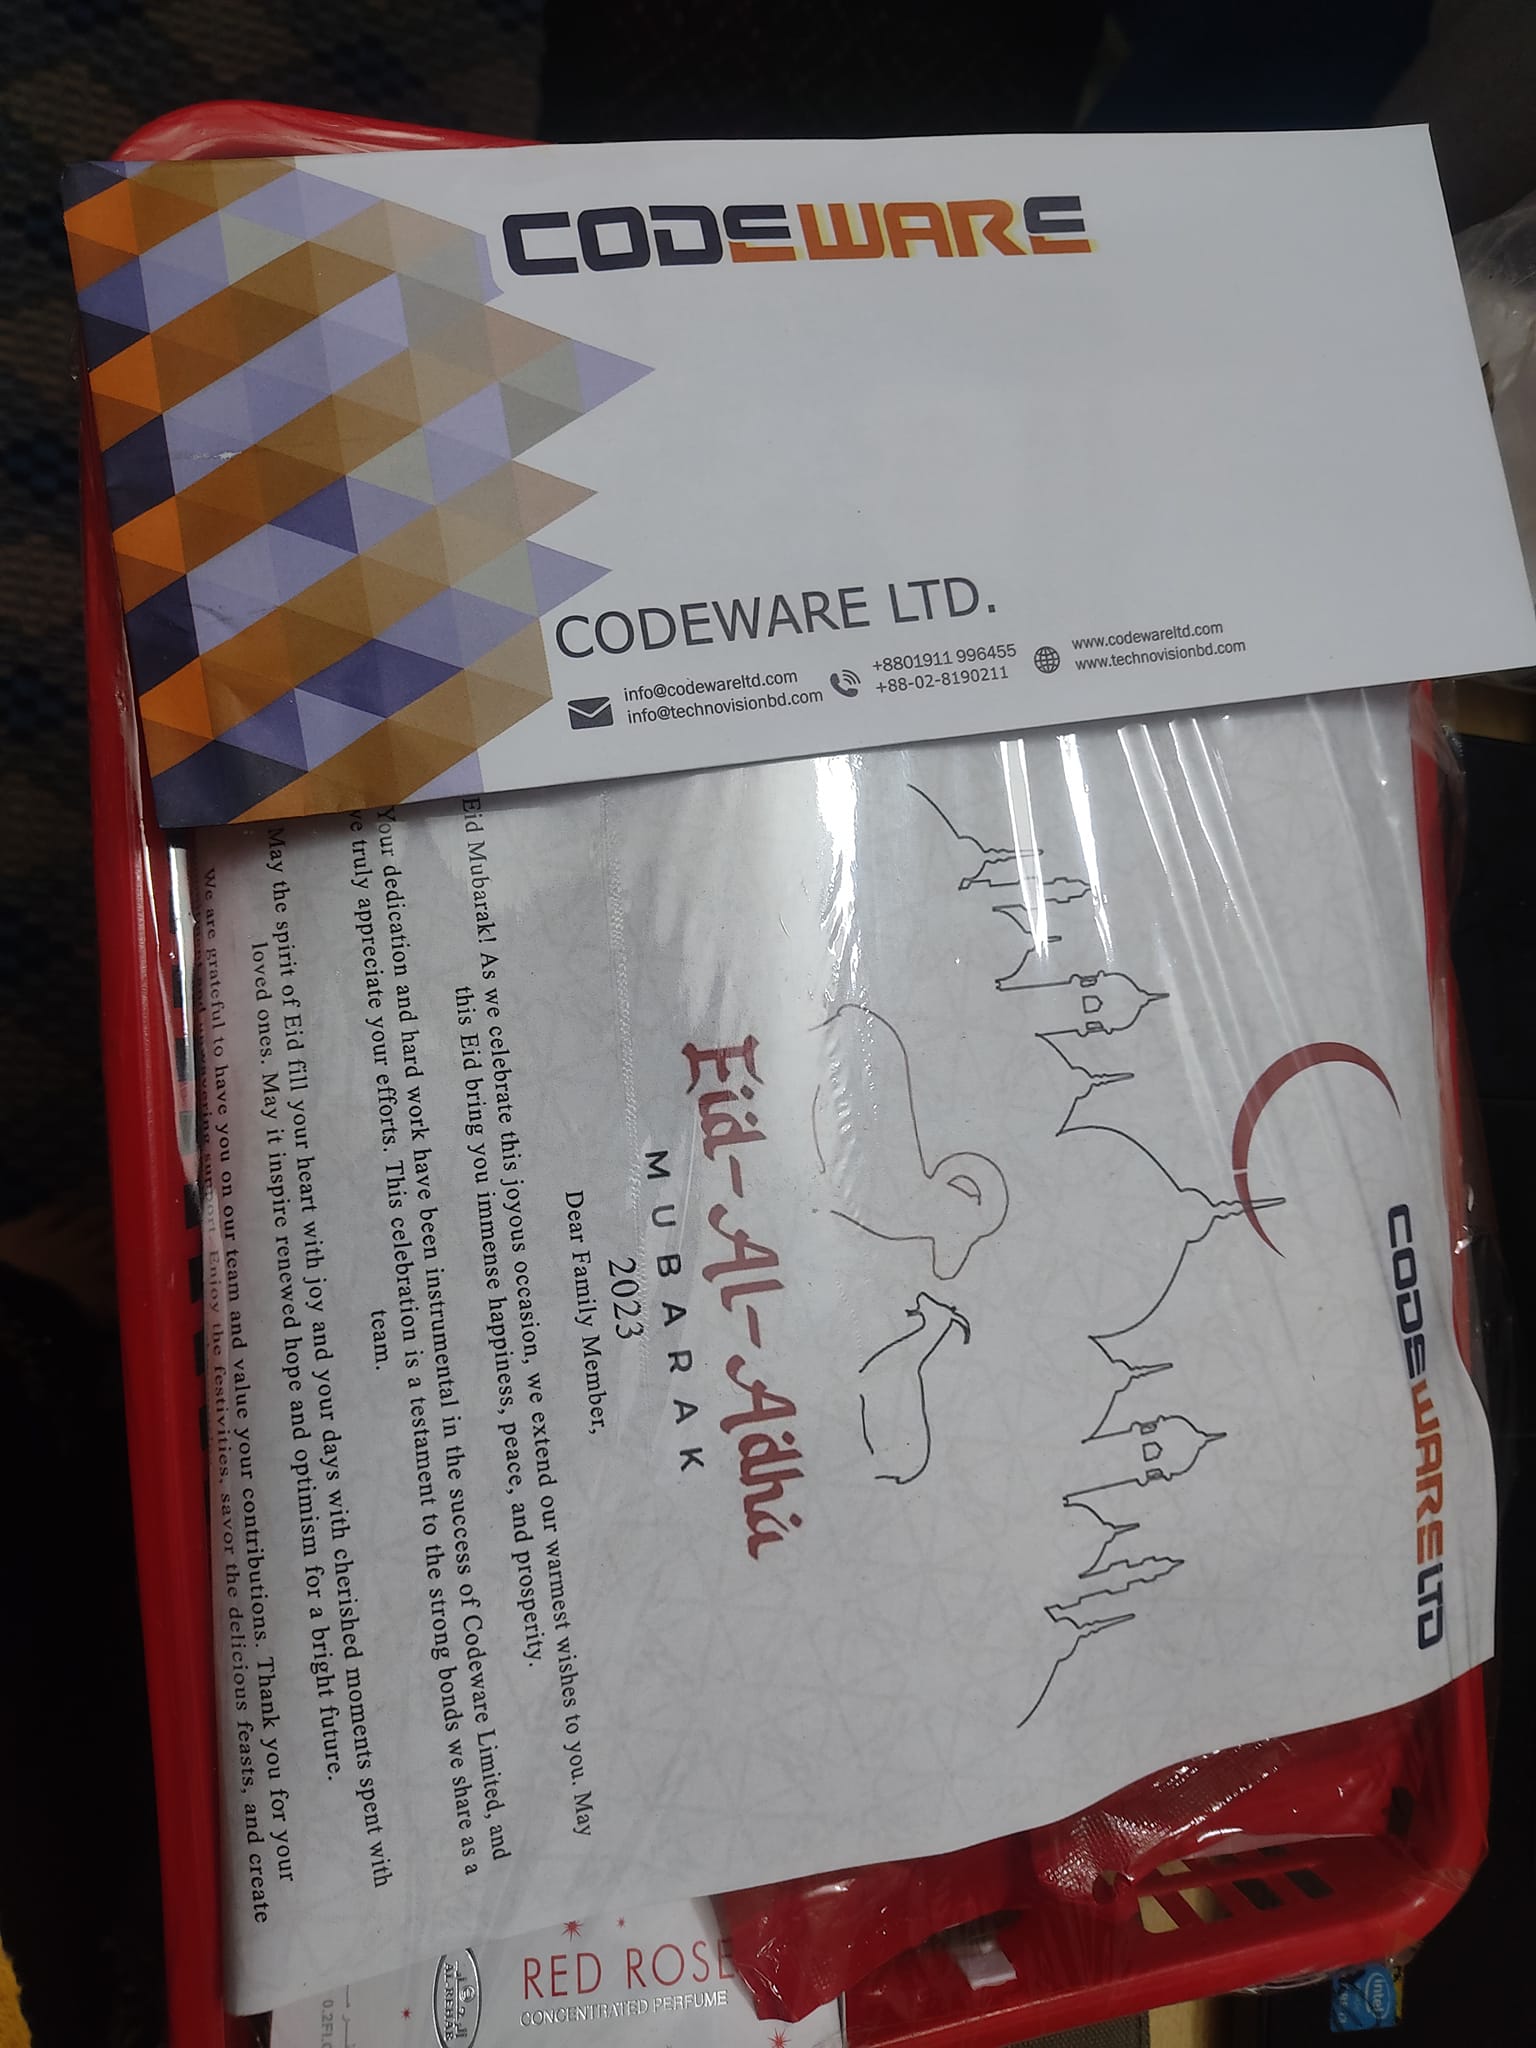 CODEWARE
CODEWARE LTD.
info@codewareltd.com
info@technovisionbd.com
+8801911 996455
+88-02-8190211
www.codewareltd.com
www.technovisionbd.com
CODEWARE LTD
Eid-Al-Adha
MUBARAK
2023
Dear Family Member,
Eid Mubarak! As we celebrate this joyous occasion, we extend our warmest wishes to you. May
this Eid bring you immense happiness, peace, and prosperity.
Your dedication and hard work have been instrumental in the success of Codeware Limited, and
we truly appreciate your efforts. This celebration is a testament to the strong bonds we share as a
team.
May the spirit of Eid fill your heart with joy and your days with cherished moments spent with
loved ones. May it inspire renewed hope and optimism for a bright future.
We are grateful to have you on our team and value your contributions. Thank you for your
support. Enjoy the festivities, savor the delicious feasts, and create
RED ROSE
CONCENTRATED PERFUME
AL-REHAB
intel